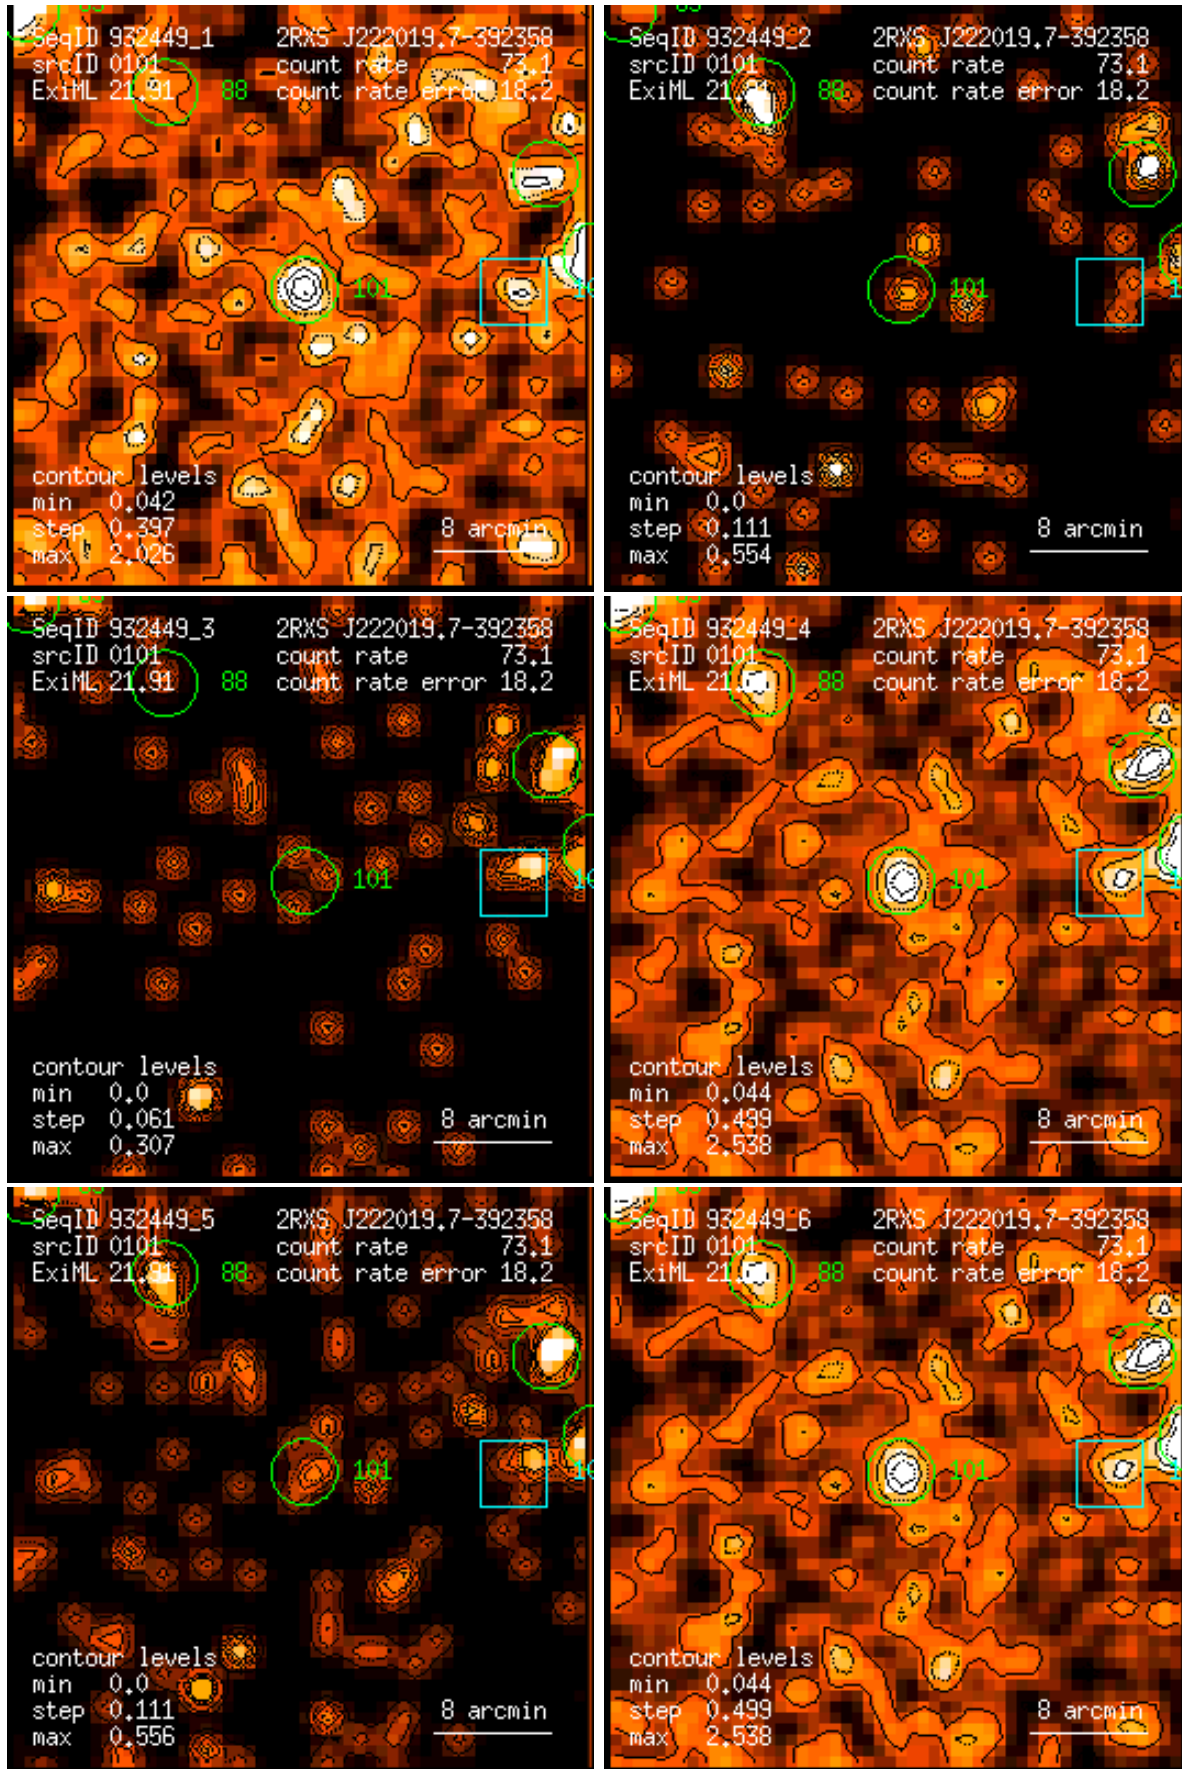 SeqID 932449_1 2RXS J222019.7-392358
srcID 0101 count rate 73.1
ExiML 21.91 88 count rate error 18.2
101
contour levels
min 0.042
step 0.397 8 arcmin
max 2.026
SeqID 932449_2 2RXS J222019.7-392358
srcID 0101 count rate 73.1
ExiML 88 count rate error 18.2
101
contour levels
min 0.0
step 0.111 8 arcmin
max 0.554
SeqID 932449_3 2RXS J222019.7-392358
srcID 0101 count rate 73.1
ExiML 21.91 88 count rate error 18.2
101
contour levels
min 0.0
step 0.061 8 arcmin
max 0.307
SeqID 932449_4 2RXS J222019.7-392358
srcID 0101 count rate 73.1
ExiML 88 count rate error 18.2
101
contour levels
min 0.044
step 0.499 8 arcmin
max 2.538
SeqID 932449_5 2RXS J222019.7-392358
srcID 0101 count rate 73.1
ExiML 21.91 88 count rate error 18.2
101
contour levels
min 0.0
step 0.111 8 arcmin
max 0.556
SeqID 932449_6 2RXS J222019.7-392358
srcID 0101 count rate 73.1
ExiML 88 count rate error 18.2
101
contour levels
min 0.044
step 0.499 8 arcmin
max 2.538